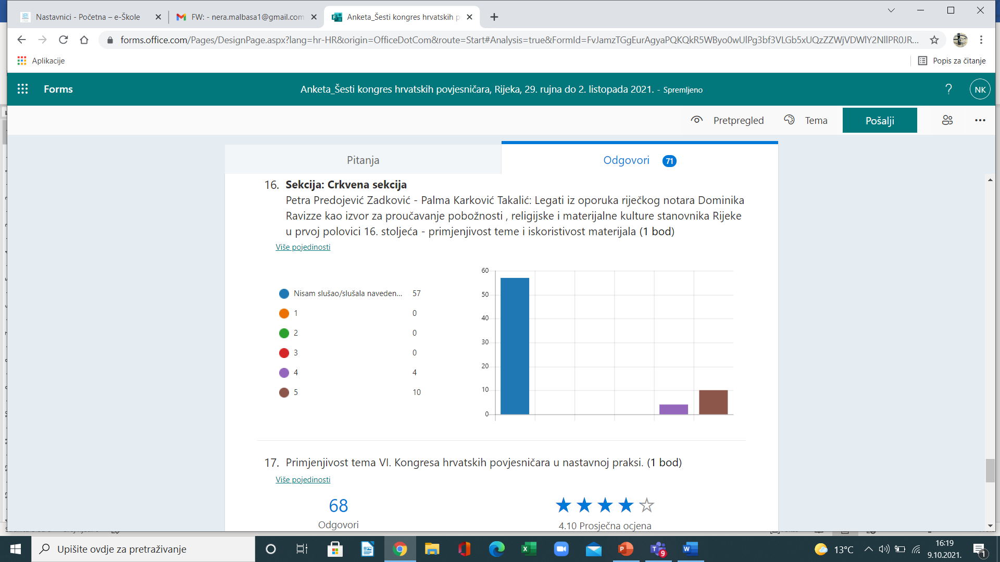 Nastavnici - Početna – e-Škole
FW: - nera.malbasa1@gmail.com
Anketa_Šesti kongres hrvatskih p
forms.office.com/Pages/DesignPage.aspx?lang=hr-HR&origin=OfficeDotCom&route=Start#Analysis=true&FormId=FvJamzTGgEurAgyaPQKQkR5WByo0wUlPg3bf3VLGb5xUQzZZWjVDWlY2NllPR0JR...
Aplikacije
Popis za čitanje
Forms
Anketa_Šesti kongres hrvatskih povjesničara, Rijeka, 29. rujna do 2. listopada 2021. - Spremljeno
? NK
Pretpregled
Tema
Pošalji
Pitanja
Odgovori 71
16. Sekcija: Crkvena sekcija
Petra Predojević Zadković - Palma Karković Takalić: Legati iz oporuka riječkog notara Dominika
Ravizze kao izvor za proučavanje pobožnosti , religijske i materijalne kulture stanovnika Rijeke
u prvoj polovici 16. stoljeća - primjenjivost teme i iskoristivost materijala (1 bod)
Više pojedinosti
Nisam slušao/slušala naveden... 57
1 0
2 0
3 0
4 4
5 10
60
50
40
30
20
10
0
17. Primjenjivost tema VI. Kongresa hrvatskih povjesničara u nastavnoj praksi. (1 bod)
Više pojedinosti
68
Odgovori
4.10 Prosječna ocjena
Upišite ovdje za pretraživanje
9
13°C
16:19
9.10.2021.
1